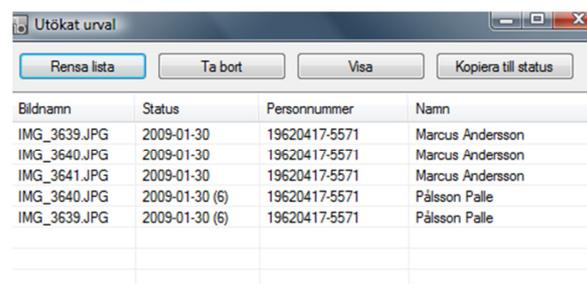 Utökat urval
Rensa lista Ta bort Visa Kopiera till status
Bildnamn Status Personnummer Namn
IMG_3639.JPG 2009-01-30 19620417-5571 Marcus Andersson
IMG_3640.JPG 2009-01-30 19620417-5571 Marcus Andersson
IMG_3641.JPG 2009-01-30 19620417-5571 Marcus Andersson
IMG_3640.JPG 2009-01-30 (6) 19620417-5571 Pålsson Palle
IMG_3639.JPG 2009-01-30 (6) 19620417-5571 Pålsson Palle